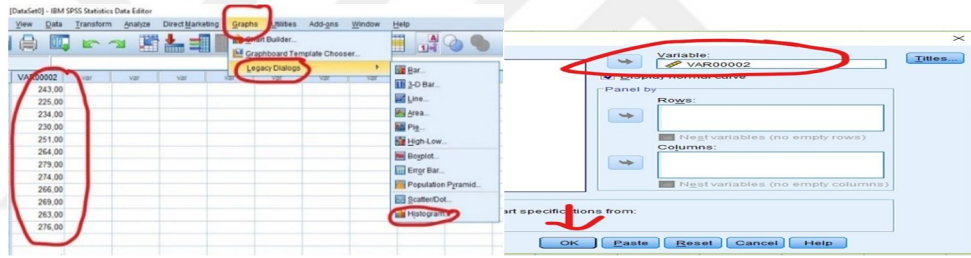 [DataSet0] - IBM SPSS Statistics Data Editor
View Data Transform Analyze Direct Marketing Graphs Utilities Add-ons Window Help
Chart Builder...
Graphboard Template Chooser...
Legacy Dialogs
VAR00002 var var var var var var var
243,00
225,00
234,00
230,00
251,00
264,00
279,00
274,00
266,00
269,00
263,00
276,00
Bar...
3-D Bar...
Line...
Area...
Pie...
High-Low...
Boxplot...
Error Bar...
Population Pyramid...
Scatter/Dot...
Histogram...
Variable:
VAR00002
Titles...
Display normal curve
Panel by
Rows:
Nest variables (no empty rows)
Columns:
Nest variables (no empty columns)
art specifications from:
OK Paste Reset Cancel Help